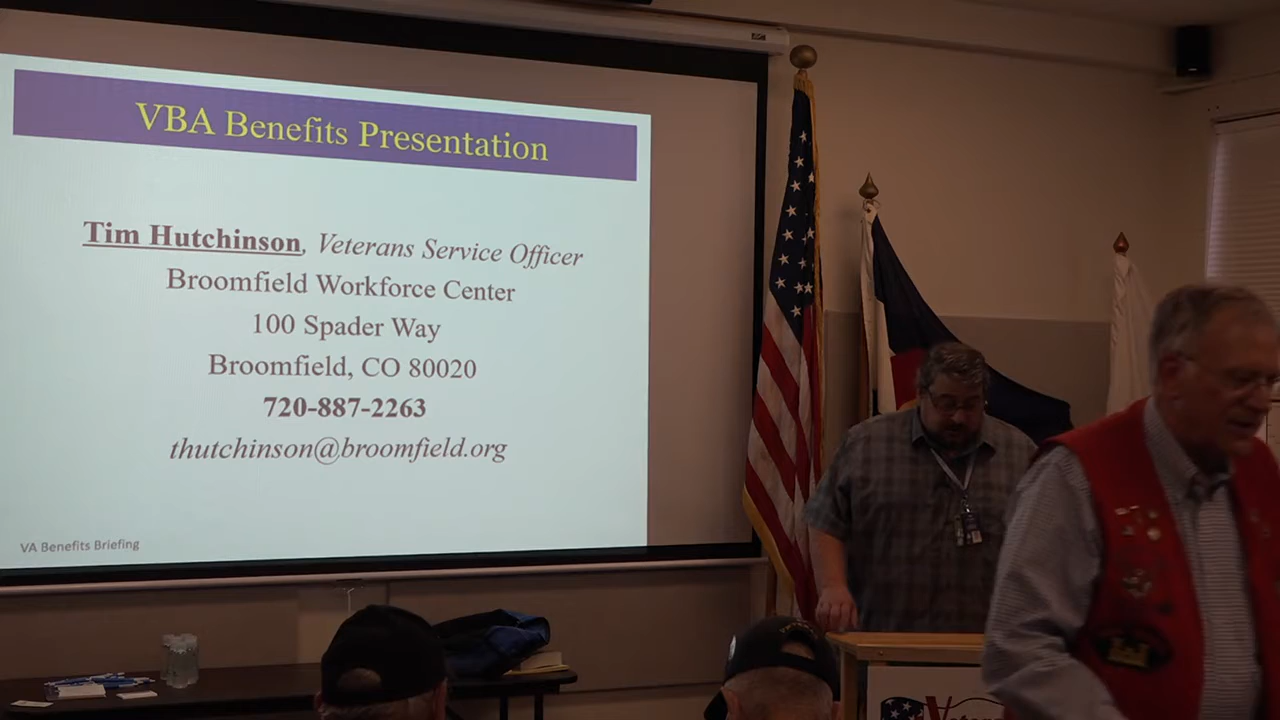 VBA Benefits Presentation
Tim Hutchinson, Veterans Service Officer
Broomfield Workforce Center
100 Spader Way
Broomfield, CO 80020
720-887-2263
thutchinson@broomfield.org
VA Benefits Briefing